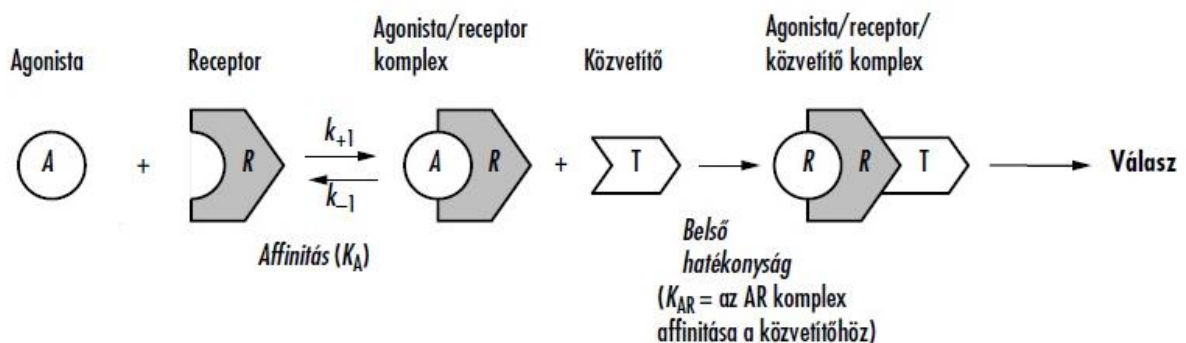 Agonista
Receptor
Agonista/receptor
komplex
Közvetítő
Agonista/receptor/
közvetítő komplex
A
+
R
k+1
k–1
A
R
+
T
R
R
T
Válasz
Affinitás (KA)
Belső
hatékonyság
(KAR = az AR komplex
affinitása a közvetítőhöz)